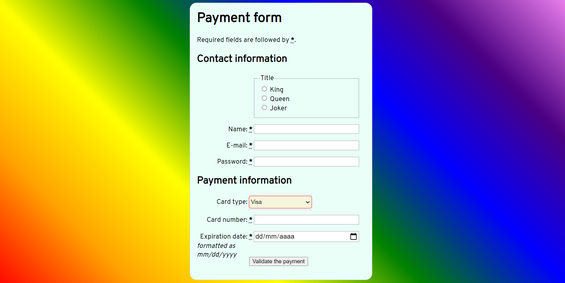 Payment form
Required fields are followed by *.
Contact information
Title
King
Queen
Joker
Name: *
E-mail: *
Password: *
Payment information
Card type: Visa
Card number: *
Expiration date: * dd/mm/aaaa
formatted as
mm/dd/yyyy
Validate the payment